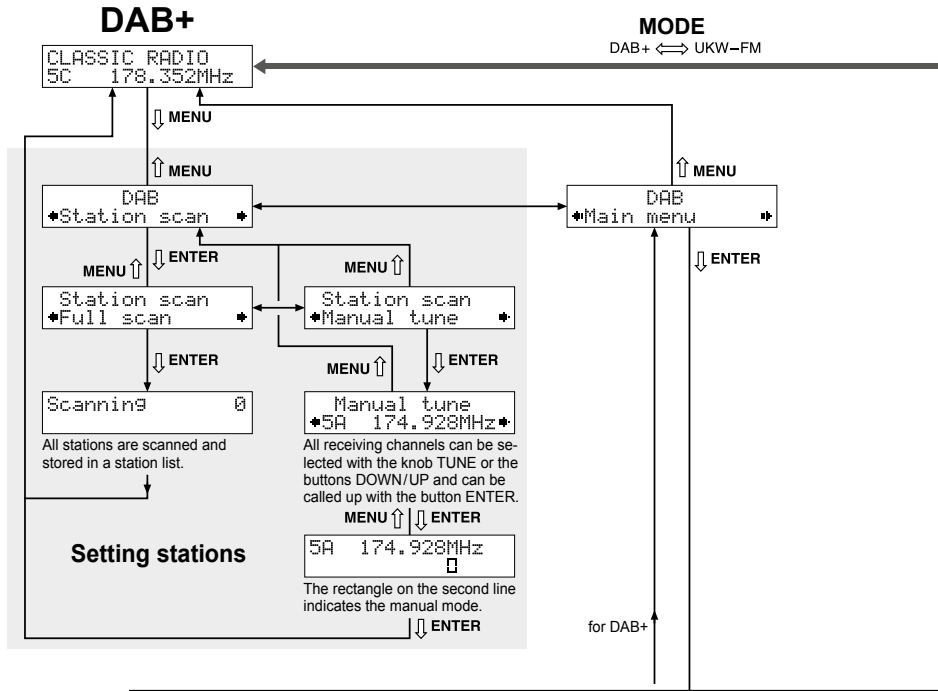 DAB+
MODE
DAB+ ⟺ UKW–FM
CLASSIC RADIO
5C 178.352MHz
MENU
MENU
MENU
DAB
Station scan
DAB
Main menu
ENTER
MENU
MENU
ENTER
Station scan
Full scan
Station scan
Manual tune
ENTER
MENU
ENTER
Scanning 0
Manual tune
5A 174.928MHz
All stations are scanned and
stored in a station list.
All receiving channels can be se-
lected with the knob TUNE or the
buttons DOWN/UP and can be
called up with the button ENTER.
MENU ENTER
Setting stations
5A 174.928MHz
The rectangle on the second line
indicates the manual mode.
ENTER
for DAB+